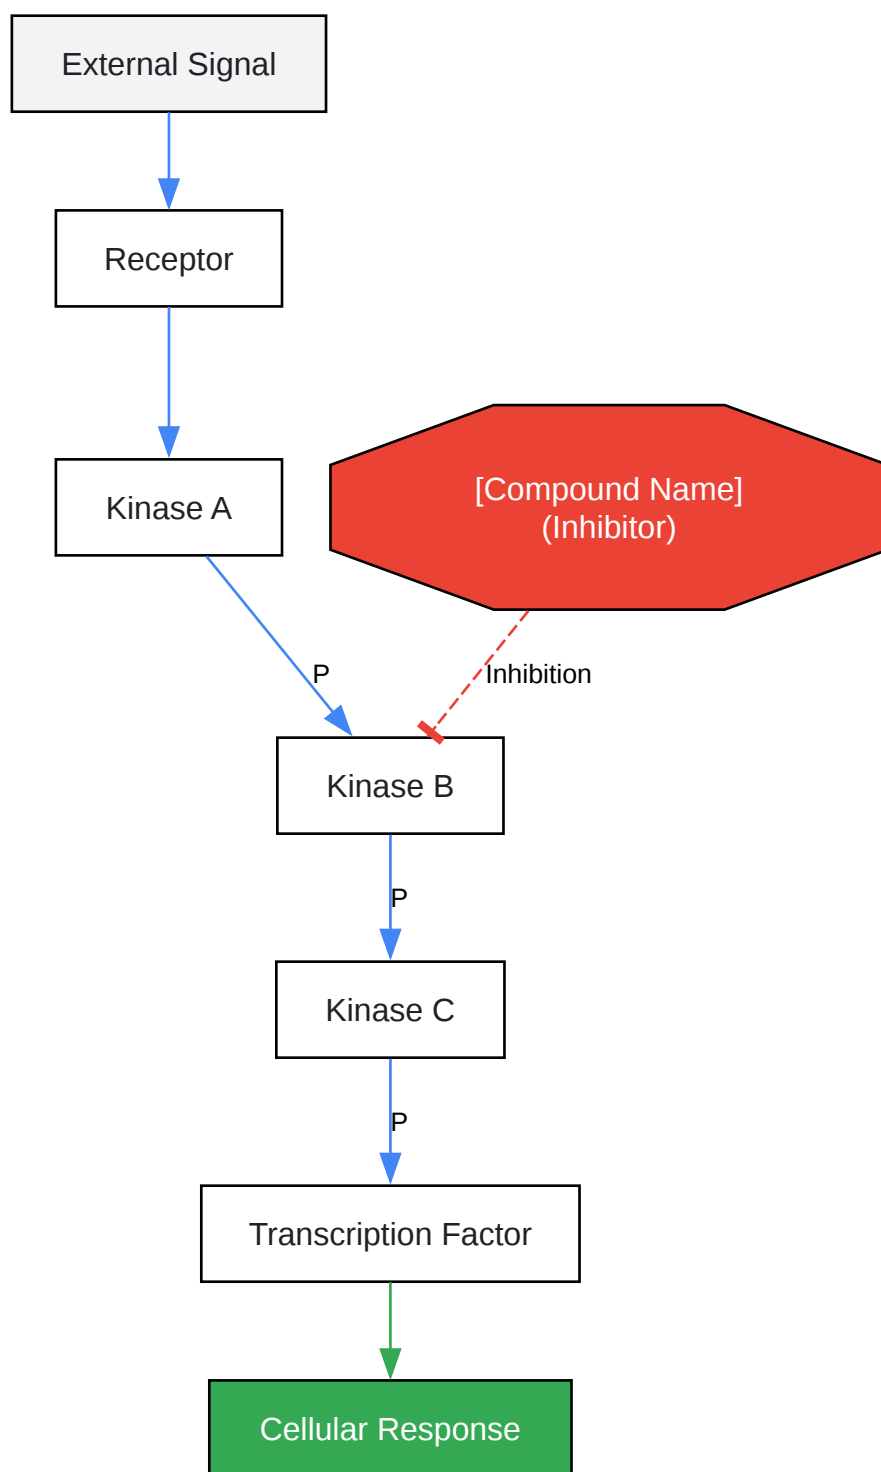 External Signal
Receptor
Kinase A
[Compound Name]
(Inhibitor)
P
Inhibition
Kinase B
P
Kinase C
P
Transcription Factor
Cellular Response